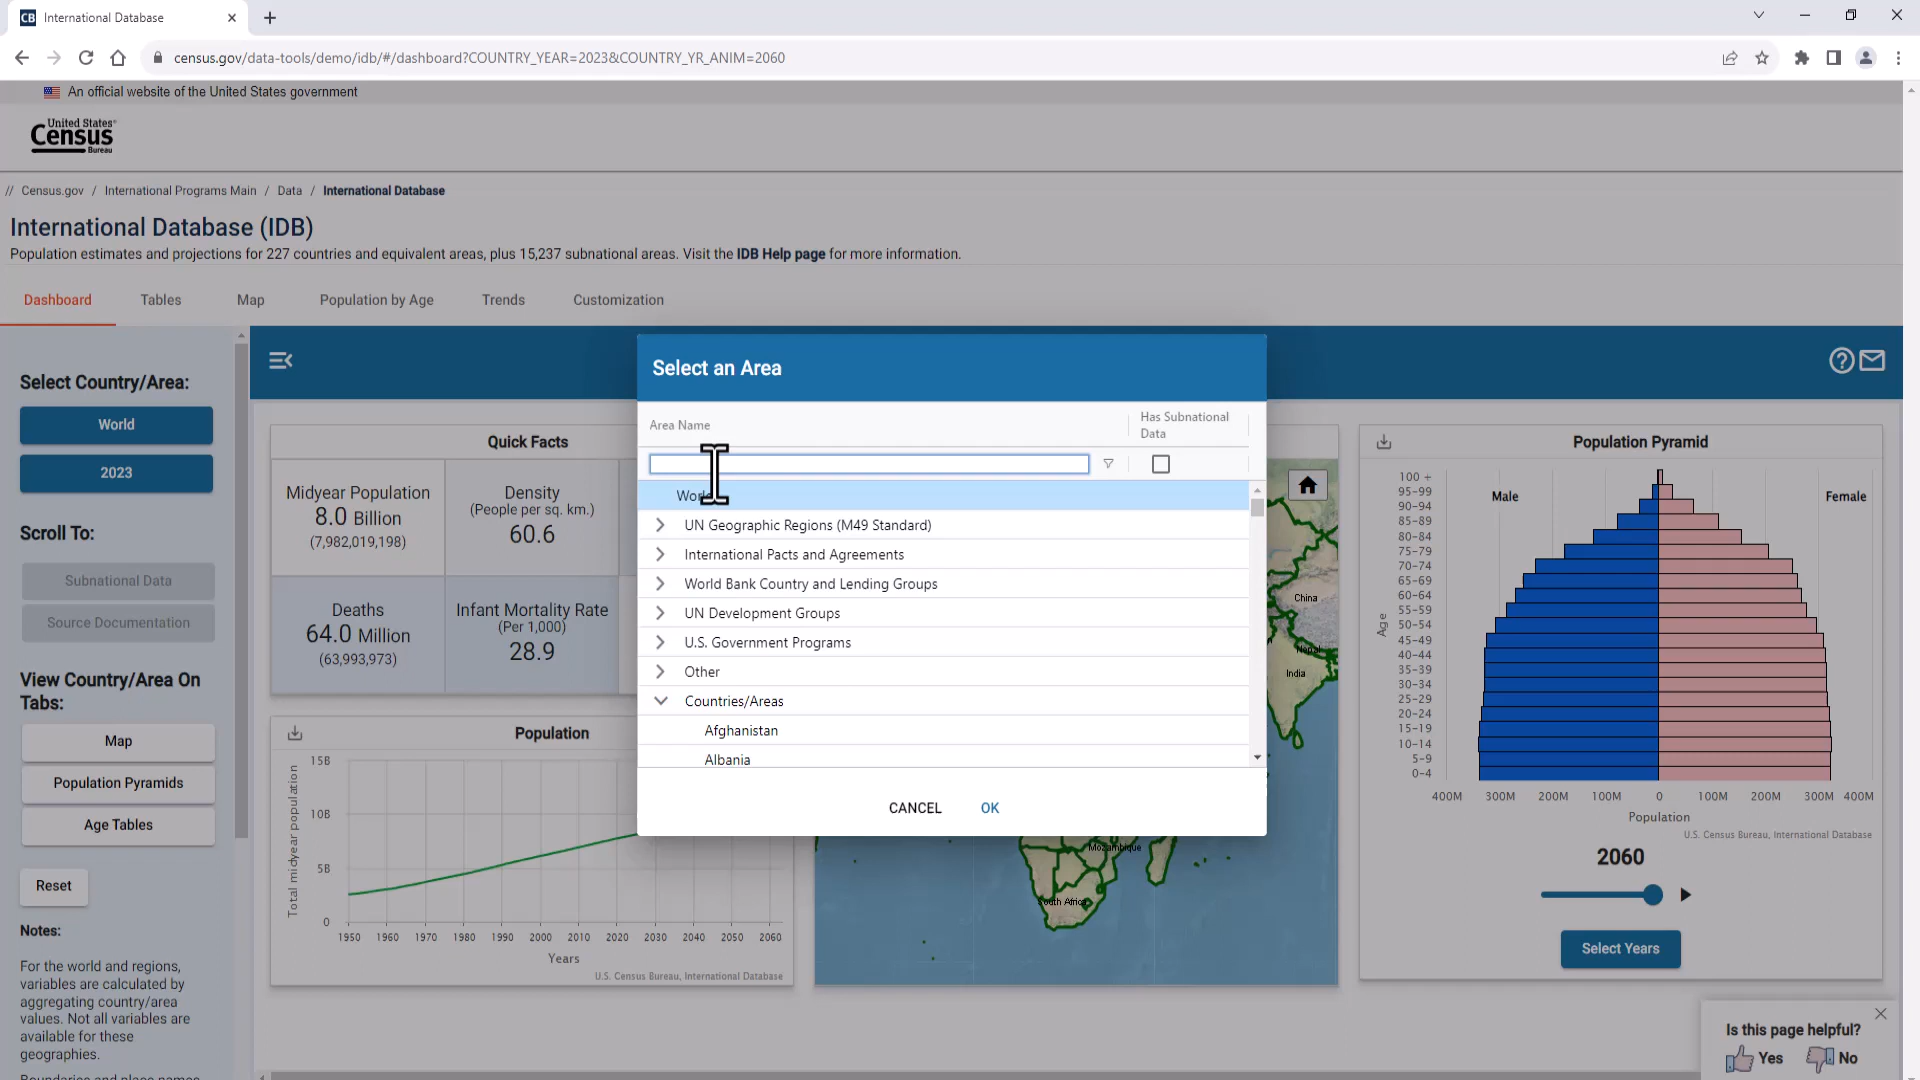 International Database
census.gov/data-tools/demo/idb/#/dashboard?COUNTRY_YEAR=2023&COUNTRY_YR_ANIM=2060
An official website of the United States government
United States®
Census
Bureau
// Census.gov / International Programs Main / Data / International Database
International Database (IDB)
Population estimates and projections for 227 countries and equivalent areas, plus 15,237 subnational areas. Visit the IDB Help page for more information.
Dashboard Tables Map Population by Age Trends Customization
Select Country/Area:
World
2023
Scroll To:
Subnational Data
Source Documentation
View Country/Area On
Tabs:
Map
Population Pyramids
Age Tables
Reset
Notes:
For the world and regions,
variables are calculated by
aggregating country/area
values. Not all variables are
available for these
geographies.
Boundaries and place names
Quick Facts
Midyear Population
8.0 Billion
(7,982,019,198)
Density
(People per sq. km.)
60.6
Deaths
64.0 Million
(63,993,973)
Infant Mortality Rate
(Per 1,000)
28.9
Population
Total midyear population
15B
10B
5B
0
1950 1960 1970 1980 1990 2000 2010 2020 2030 2040 2050 2060
Years
U.S. Census Bureau, International Database
Select an Area
Area Name
Has Subnational
Data
World
UN Geographic Regions (M49 Standard)
International Pacts and Agreements
World Bank Country and Lending Groups
UN Development Groups
U.S. Government Programs
Other
Countries/Areas
Afghanistan
Albania
CANCEL OK
China
Nepal
India
Mozambique
South Africa
Population Pyramid
Male
Female
Age
100 +
95-99
90-94
85-89
80-84
75-79
70-74
65-69
60-64
55-59
50-54
45-49
40-44
35-39
30-34
25-29
20-24
15-19
10-14
5-9
0-4
400M 300M 200M 100M 0 100M 200M 300M 400M
Population
U.S. Census Bureau, International Database
2060
Select Years
Is this page helpful?
Yes No